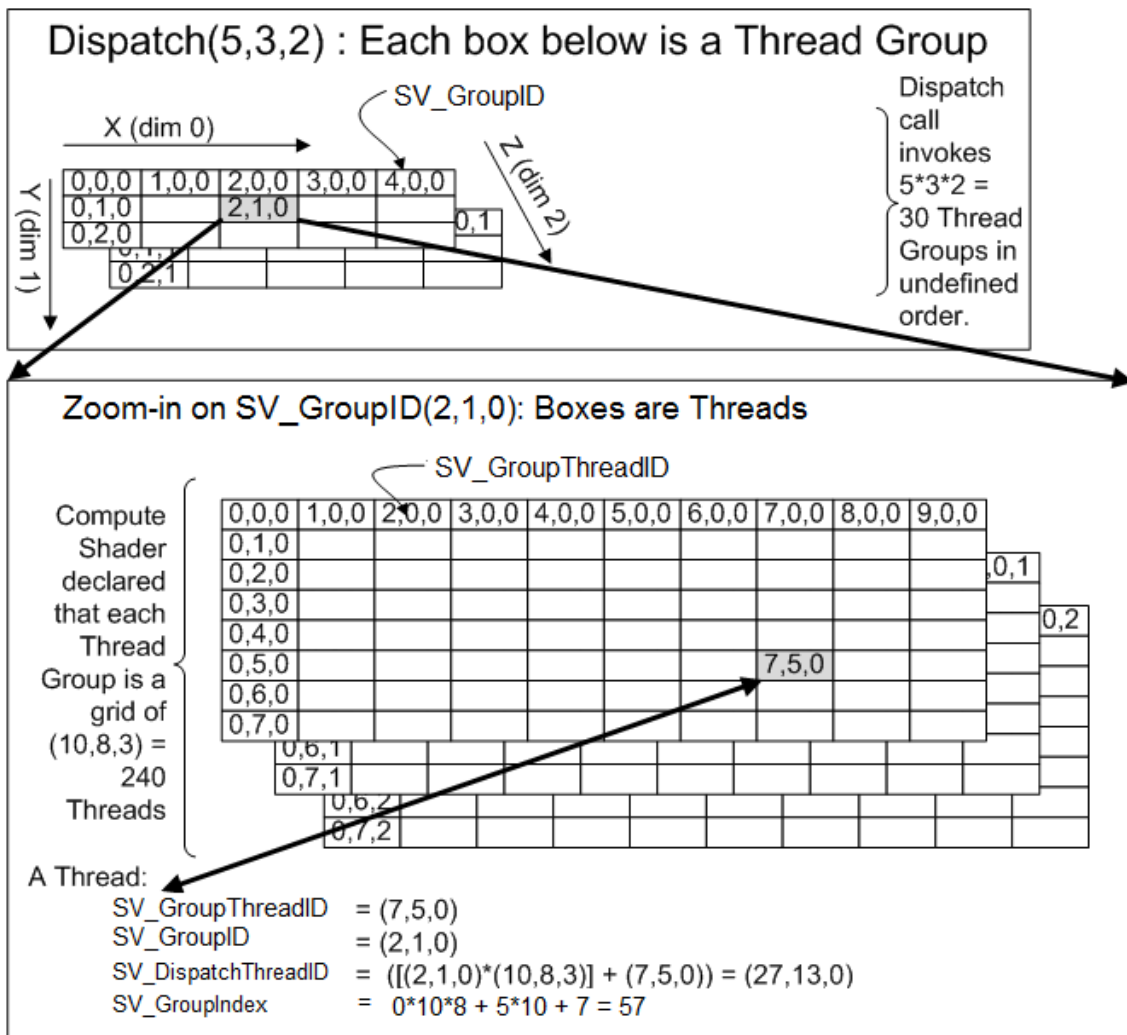 Dispatch(5,3,2) : Each box below is a Thread Group
SV_GroupID
X (dim 0)
Y (dim 1)
Z (dim 2)
0,0,0 1,0,0 2,0,0 3,0,0 4,0,0
0,1,0 2,1,0
0,2,0
0,1
0,1,1
0,2,1
Dispatch
call
invokes
5*3*2 =
30 Thread
Groups in
undefined
order.
Zoom-in on SV_GroupID(2,1,0): Boxes are Threads
SV_GroupThreadID
Compute
Shader
declared
that each
Thread
Group is a
grid of
(10,8,3) =
240
Threads
0,0,0 1,0,0 2,0,0 3,0,0 4,0,0 5,0,0 6,0,0 7,0,0 8,0,0 9,0,0
0,1,0
0,2,0
0,3,0
0,4,0
0,5,0 7,5,0
0,6,0
0,7,0
,0,1
0,6,1
0,7,1
0,2
0,6,2
0,7,2
A Thread:
SV_GroupThreadID = (7,5,0)
SV_GroupID = (2,1,0)
SV_DispatchThreadID = ([(2,1,0)*(10,8,3)] + (7,5,0)) = (27,13,0)
SV_GroupIndex = 0*10*8 + 5*10 + 7 = 57